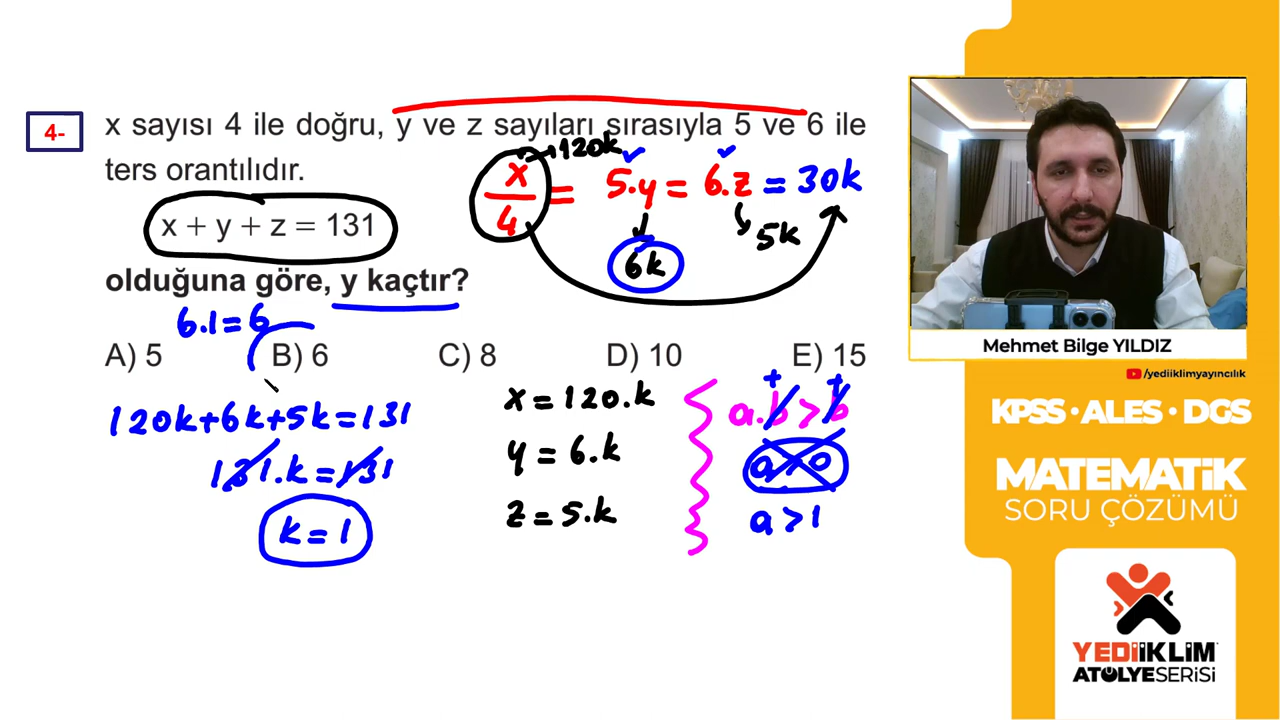 4-
x sayısı 4 ile doğru, y ve z sayıları sırasıyla 5 ve 6 ile
ters orantılıdır.
x/4 = 5.y = 6.z = 30k
120k
6k
5k
x + y + z = 131
olduğuna göre, y kaçtır?
6.1=6
A) 5 B) 6 C) 8 D) 10 E) 15
120k+6k+5k=131
131.k=131
k=1
x=120.k
y=6.k
z=5.k
+ +
a.b>b
a>1
Mehmet Bilge YILDIZ
/yediiklimyayıncılık
KPSS • ALES • DGS
MATEMATİK
SORU ÇÖZÜMÜ
YEDİİKLİM
ATÖLYESERİSİ